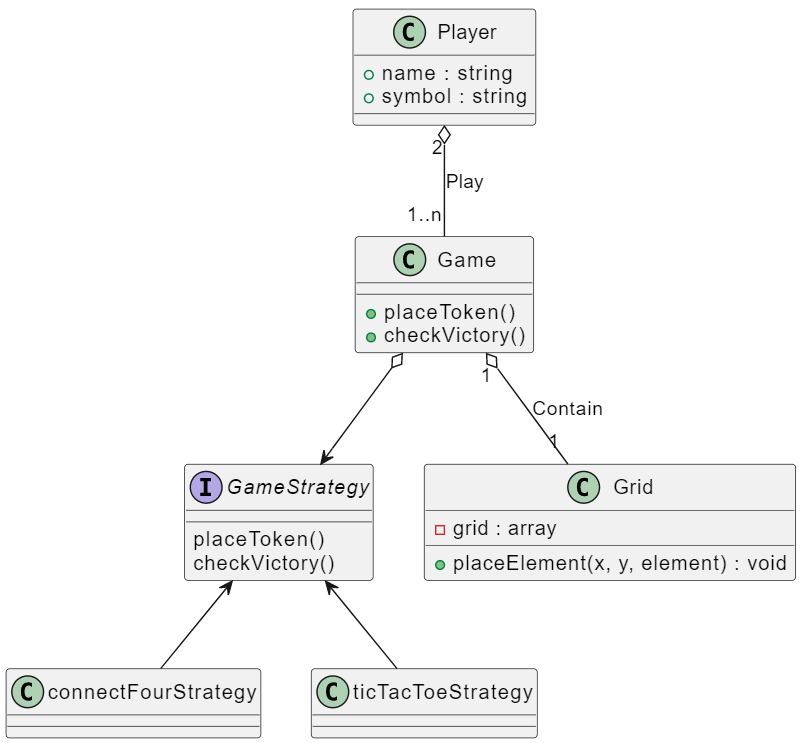 C Player
name : string
symbol : string
2
Play
1..n
C Game
placeToken()
checkVictory()
1
Contain
1
I GameStrategy
placeToken()
checkVictory()
C Grid
grid : array
placeElement(x, y, element) : void
C connectFourStrategy
C ticTacToeStrategy